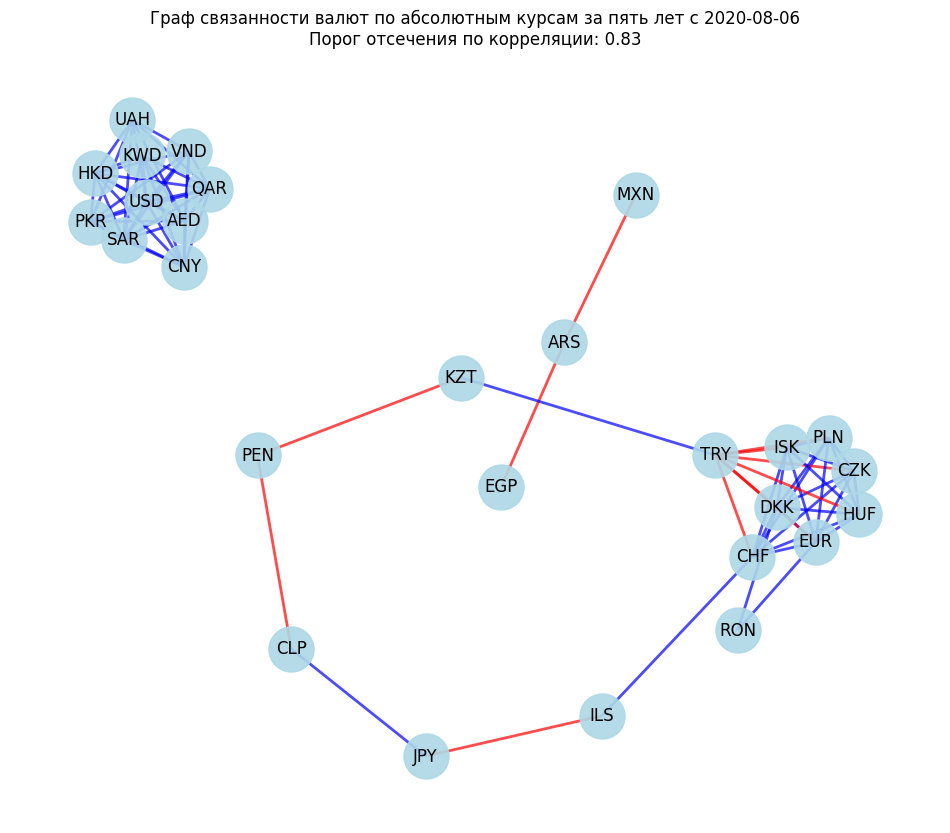 Граф связанности валют по абсолютным курсам за пять лет с 2020-08-06
Порог отсечения по корреляции: 0.83
UAH
KWD
VND
HKD
QAR
USD
PKR
AED
SAR
CNY
MXN
ARS
KZT
PEN
EGP
TRY
ISK
PLN
CZK
DKK
HUF
EUR
CHF
RON
CLP
ILS
JPY